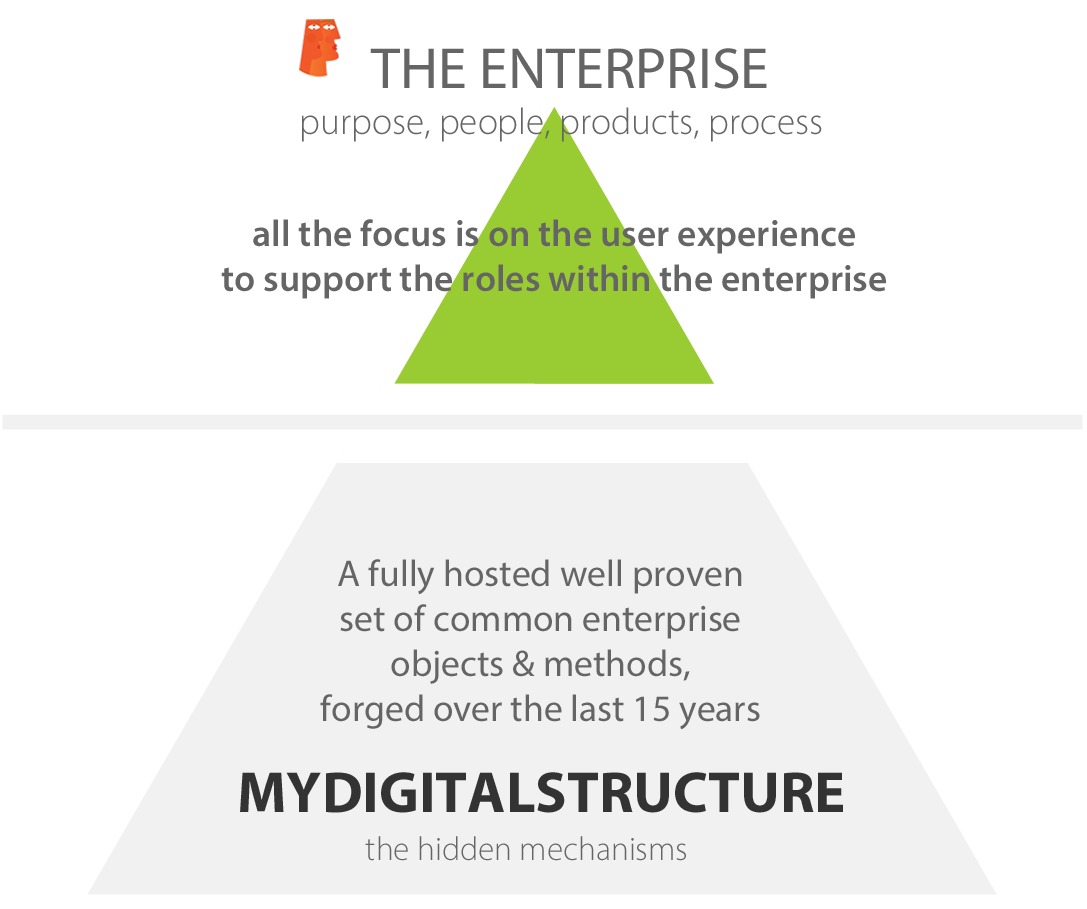 THE ENTERPRISE
purpose, people, products, process
all the focus is on the user experience
to support the roles within the enterprise
A fully hosted well proven
set of common enterprise
objects & methods,
forged over the last 15 years
MYDIGITALSTRUCTURE
the hidden mechanisms